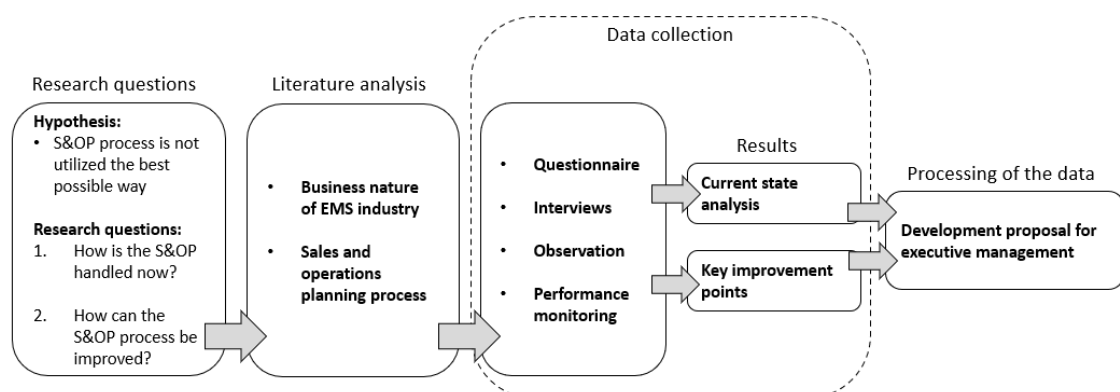 Data collection
Research questions
Literature analysis
Hypothesis:
• S&OP process is not
utilized the best
possible way
Research questions:
1. How is the S&OP
handled now?
2. How can the
S&OP process be
improved?
• Business nature
of EMS industry
• Sales and
operations
planning process
• Questionnaire
• Interviews
• Observation
• Performance
monitoring
Results
Current state
analysis
Key improvement
points
Processing of the data
Development proposal for
executive management